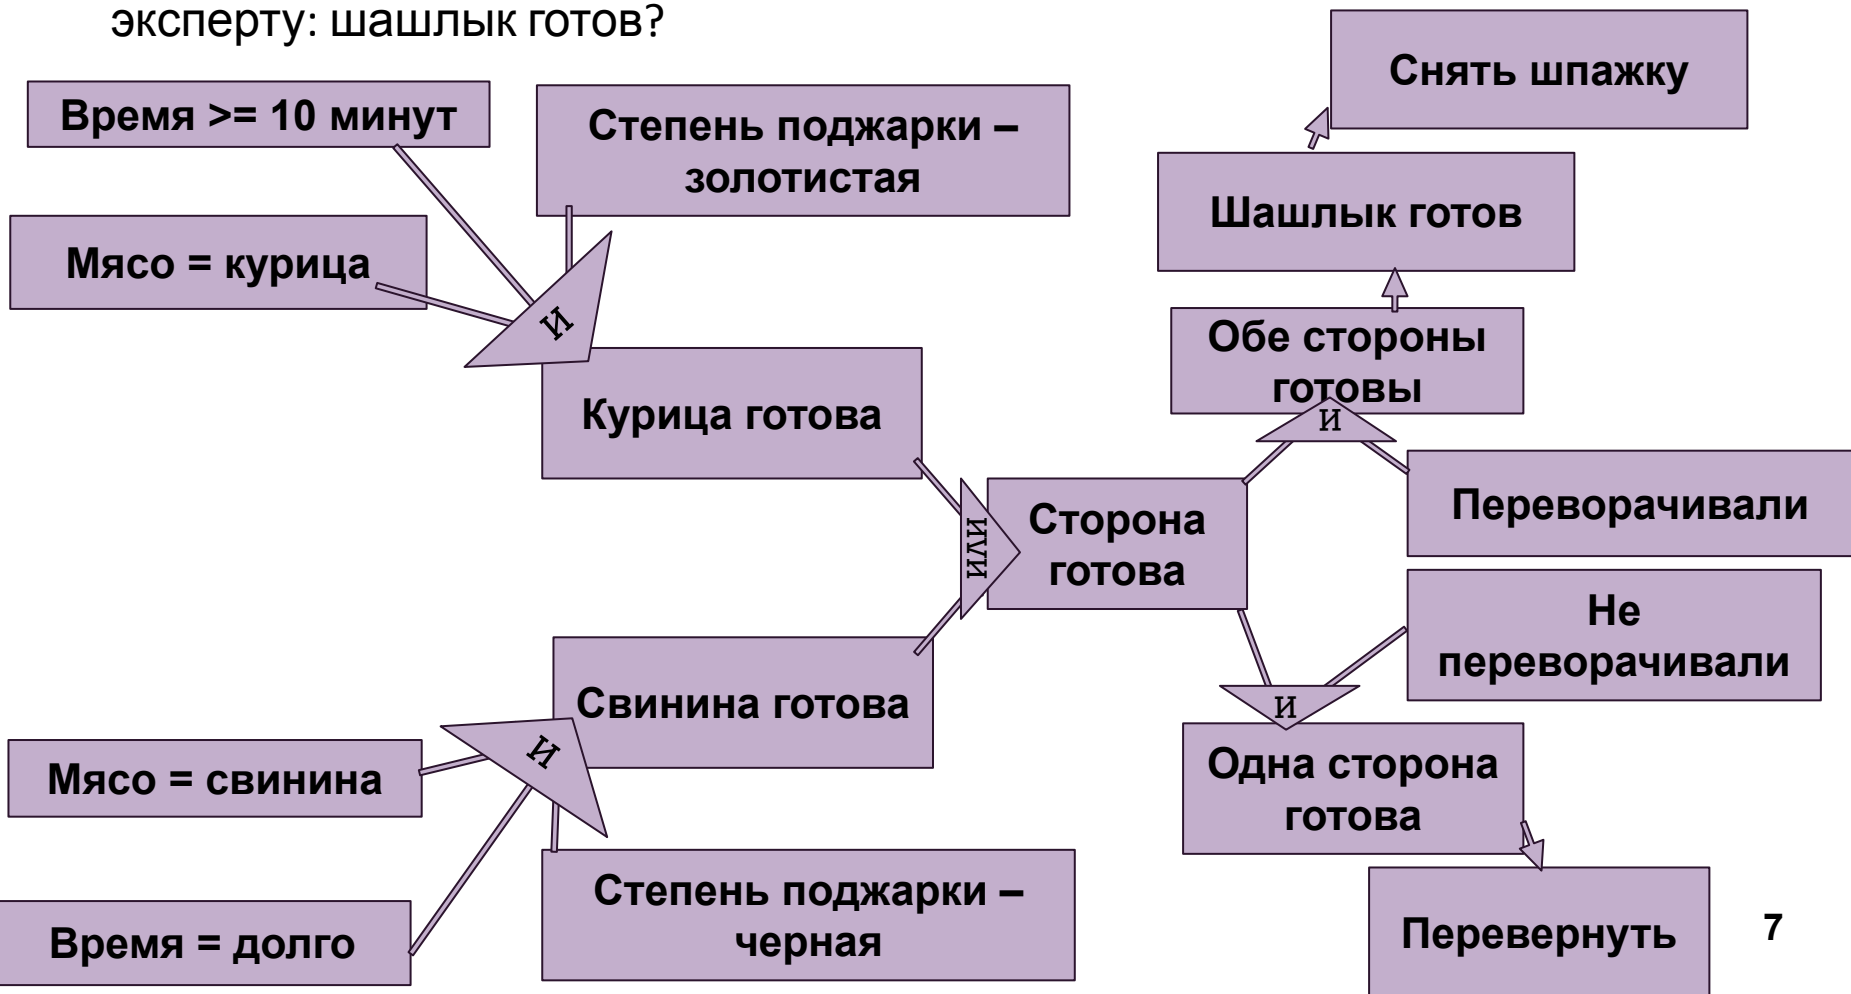 эксперту: шашлык готов?
Время >= 10 минут
Степень поджарки –
золотистая
Мясо = курица
И
Курица готова
ИЛИ
Сторона
готова
Свинина готова
И
Мясо = свинина
Время = долго
Степень поджарки –
черная
Снять шпажку
Шашлык готов
Обе стороны
готовы
И
Переворачивали
Не
переворачивали
И
Одна сторона
готова
Перевернуть
7